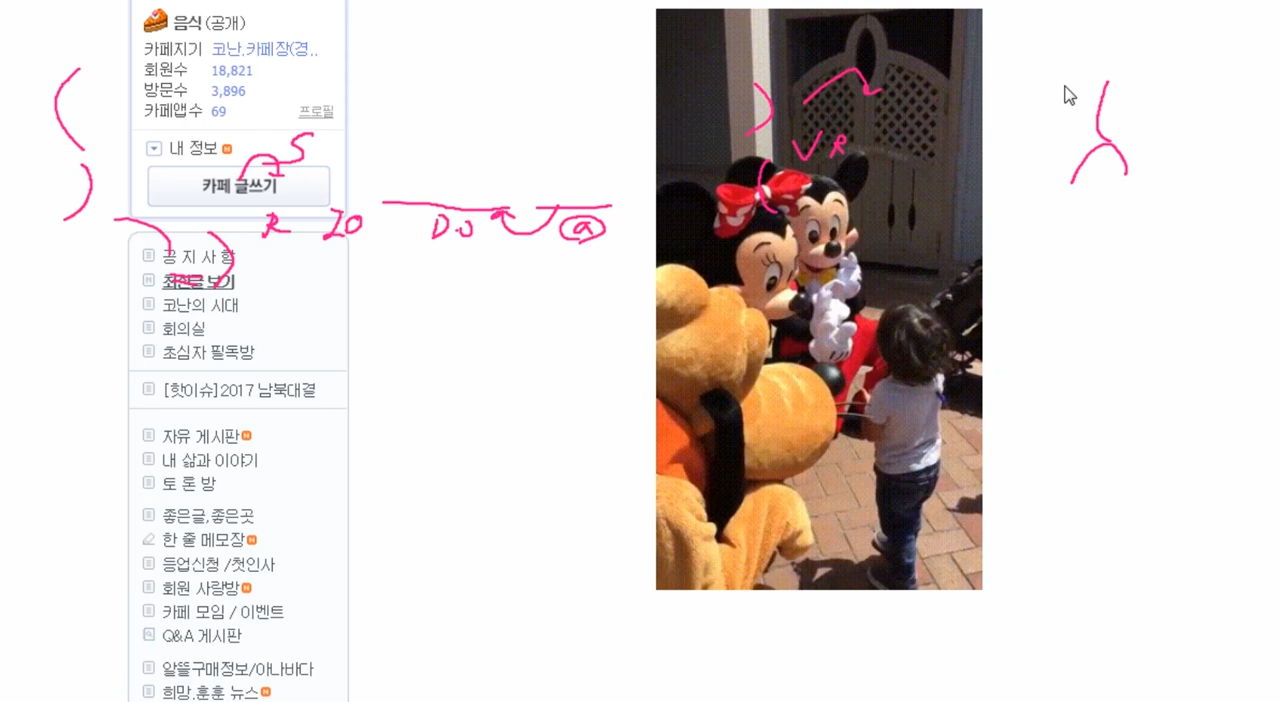 음식 (공개)
카페지기 코난.카페장(경..
회원수 18,821
방문수 3,896
카페앱수 69 프로필
내 정보 N
S
카페 글쓰기
R IO
D.O a
V R
공 지 사 항
최신글 보기
코난의 시대
회의실
초심자 필독방
[핫이슈]2017 남북대결
자유 게시판 N
내 삶과 이야기
토 론 방
좋은글,좋은곳
한 줄 메모장 N
등업신청 /첫인사
회원 사랑방 N
카페 모임 / 이벤트
Q&A 게시판
알뜰구매정보/아나바다
희망.훈훈 뉴스 N